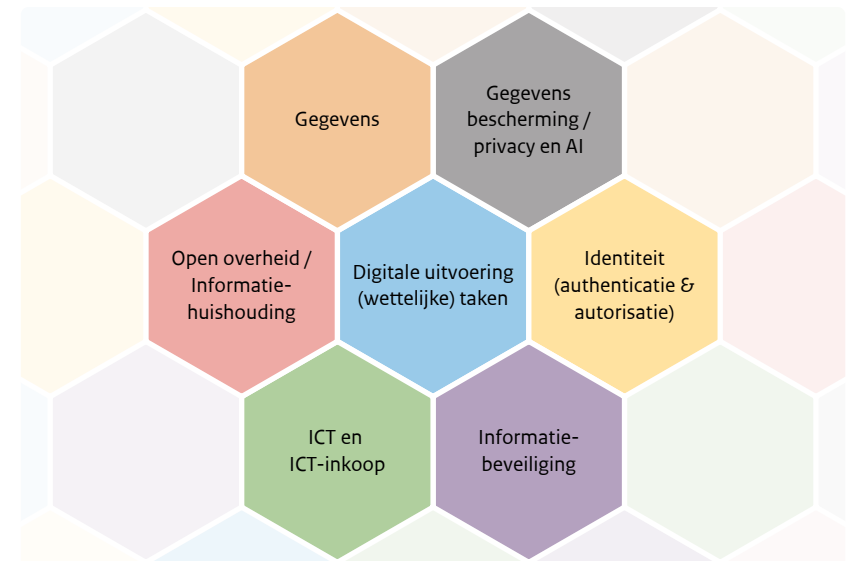 Gegevens
Gegevens
bescherming /
privacy en AI
Open overheid /
Informatie-
huishouding
Digitale uitvoering
(wettelijke) taken
Identiteit
(authenticatie &
autorisatie)
ICT en
ICT-inkoop
Informatie-
beveiliging